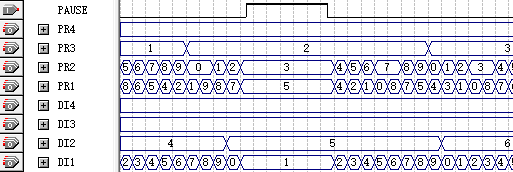 PAUSE
PR4
PR3 1 2 3
PR2 5 6 7 8 9 0 1 2 3 4 5 6 7 8 9 0 1 2 3 4
PR1 8 6 5 4 2 1 9 8 7 5 4 2 1 0 8 7 5 4 3 1 0 8 7
DI4
DI3
DI2 4 5 6
DI1 2 3 4 5 6 7 8 9 0 1 2 3 4 5 6 7 8 9 0 1 2 3 4